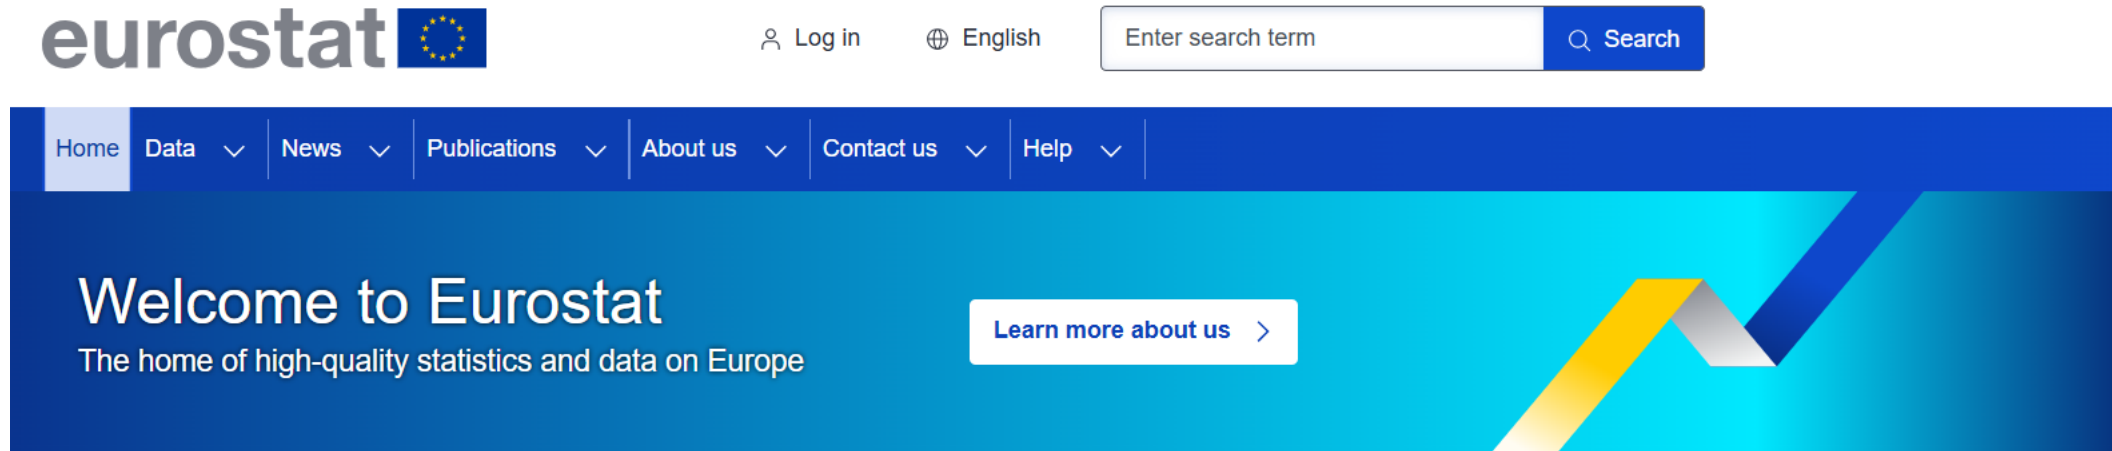 eurostat
Log in
English
Enter search term
Search
Home
Data
News
Publications
About us
Contact us
Help
Welcome to Eurostat
Learn more about us
The home of high-quality statistics and data on Europe